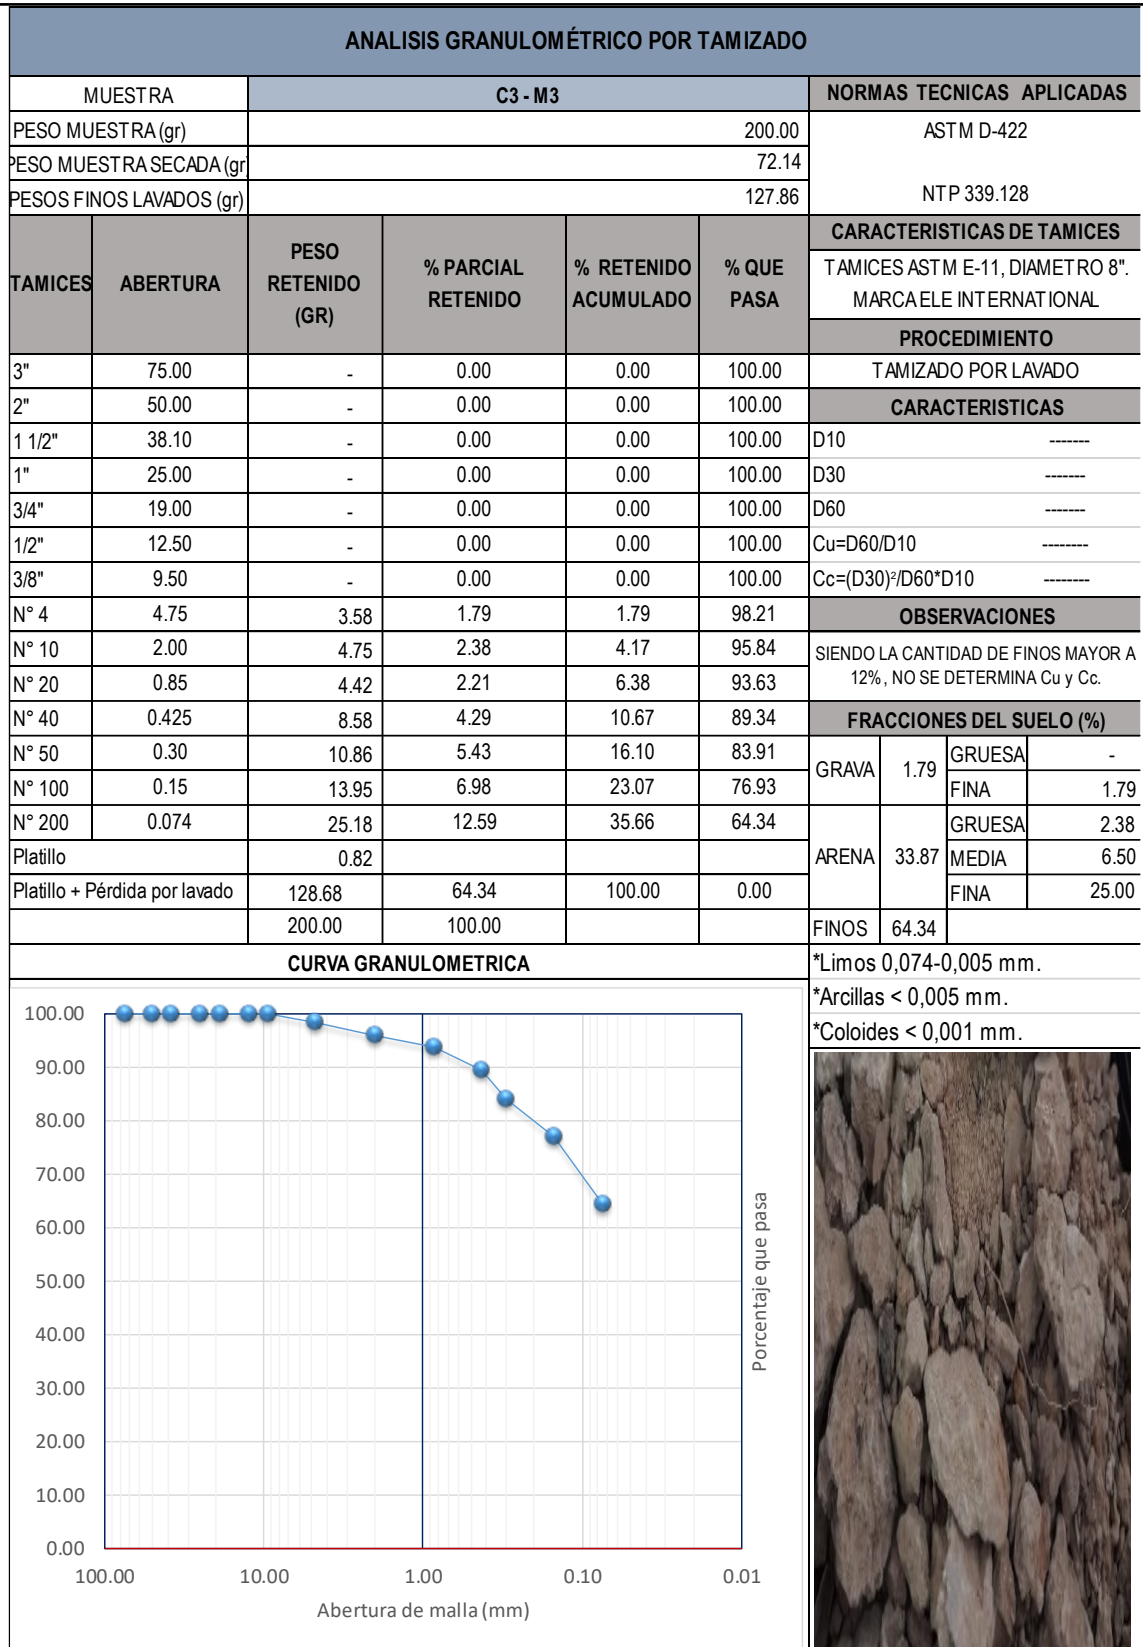 ANALISIS GRANULOMÉTRICO POR TAMIZADO
MUESTRA C3 - M3 NORMAS TECNICAS APLICADAS
PESO MUESTRA (gr) 200.00 ASTM D-422
PESO MUESTRA SECADA (gr) 72.14
PESOS FINOS LAVADOS (gr) 127.86 NTP 339.128
TAMICES ABERTURA PESO RETENIDO (GR) % PARCIAL RETENIDO % RETENIDO ACUMULADO % QUE PASA
CARACTERISTICAS DE TAMICES
TAMICES ASTM E-11, DIAMETRO 8".
MARCA ELE INTERNATIONAL
PROCEDIMIENTO
3" 75.00 - 0.00 0.00 100.00 TAMIZADO POR LAVADO
2" 50.00 - 0.00 0.00 100.00 CARACTERISTICAS
1 1/2" 38.10 - 0.00 0.00 100.00 D10 -------
1" 25.00 - 0.00 0.00 100.00 D30 -------
3/4" 19.00 - 0.00 0.00 100.00 D60 -------
1/2" 12.50 - 0.00 0.00 100.00 Cu=D60/D10 --------
3/8" 9.50 - 0.00 0.00 100.00 Cc=(D30)²/D60*D10 --------
N° 4 4.75 3.58 1.79 1.79 98.21 OBSERVACIONES
N° 10 2.00 4.75 2.38 4.17 95.84 SIENDO LA CANTIDAD DE FINOS MAYOR A
N° 20 0.85 4.42 2.21 6.38 93.63 12%, NO SE DETERMINA Cu y Cc.
N° 40 0.425 8.58 4.29 10.67 89.34 FRACCIONES DEL SUELO (%)
N° 50 0.30 10.86 5.43 16.10 83.91 GRAVA 1.79 GRUESA -
N° 100 0.15 13.95 6.98 23.07 76.93 FINA 1.79
N° 200 0.074 25.18 12.59 35.66 64.34 GRUESA 2.38
Platillo 0.82 ARENA 33.87 MEDIA 6.50
Platillo + Pérdida por lavado 128.68 64.34 100.00 0.00 FINA 25.00
200.00 100.00 FINOS 64.34
CURVA GRANULOMETRICA *Limos 0,074-0,005 mm.
*Arcillas < 0,005 mm.
*Coloides < 0,001 mm.
100.00
90.00
80.00
70.00
60.00
50.00
40.00
30.00
20.00
10.00
0.00
Porcentaje que pasa
100.00 10.00 1.00 0.10 0.01
Abertura de malla (mm)